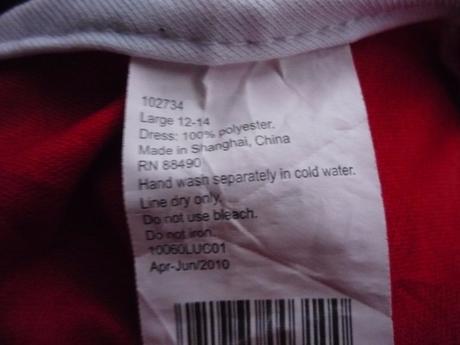 102734
Large 12-14
Dress: 100% polyester.
Made in Shanghai, China
RN 88490
Hand wash separately in cold water.
Line dry only.
Do not use bleach.
Do not iron.
10060LUC01
Apr-Jun/2010